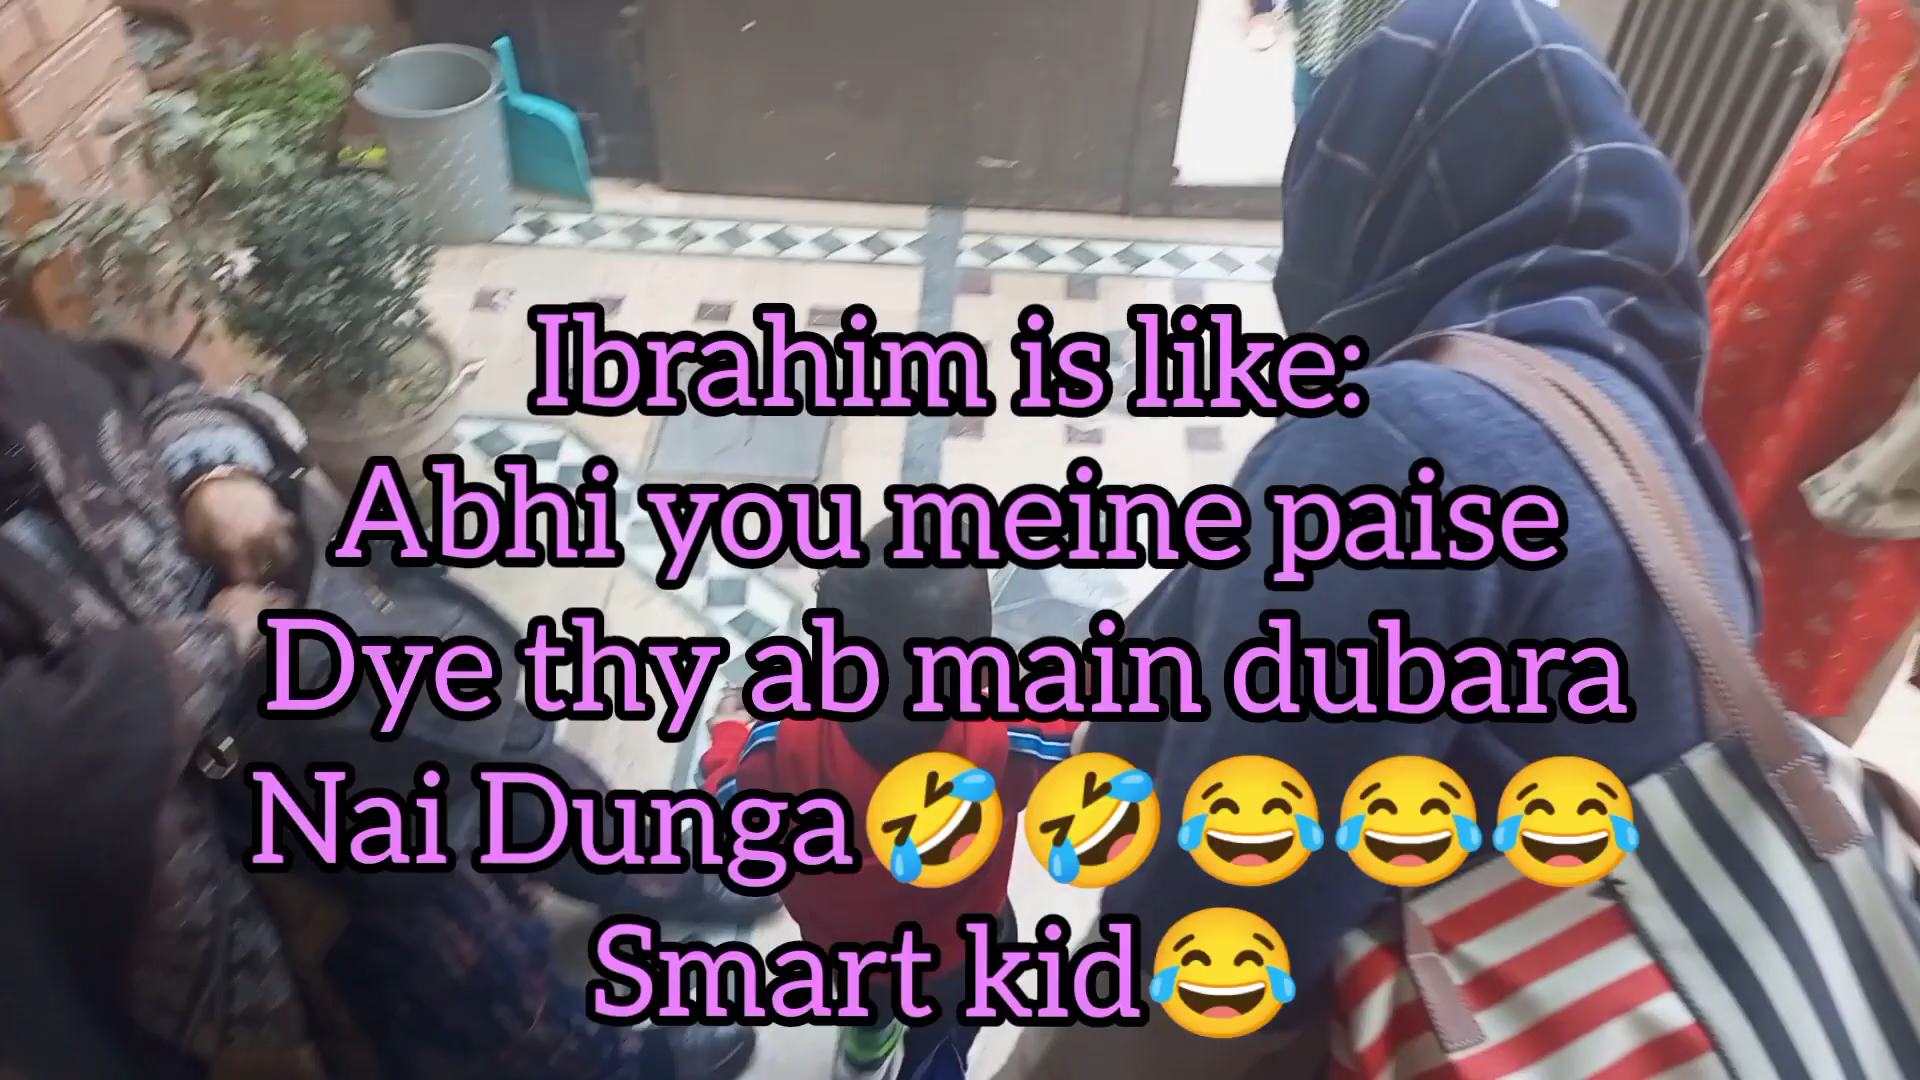 Ibrahim is like:
Abhi you meine paise
Dye thy ab main dubara
Nai Dunga🤣🤣😂😂😂
Smart kid😂